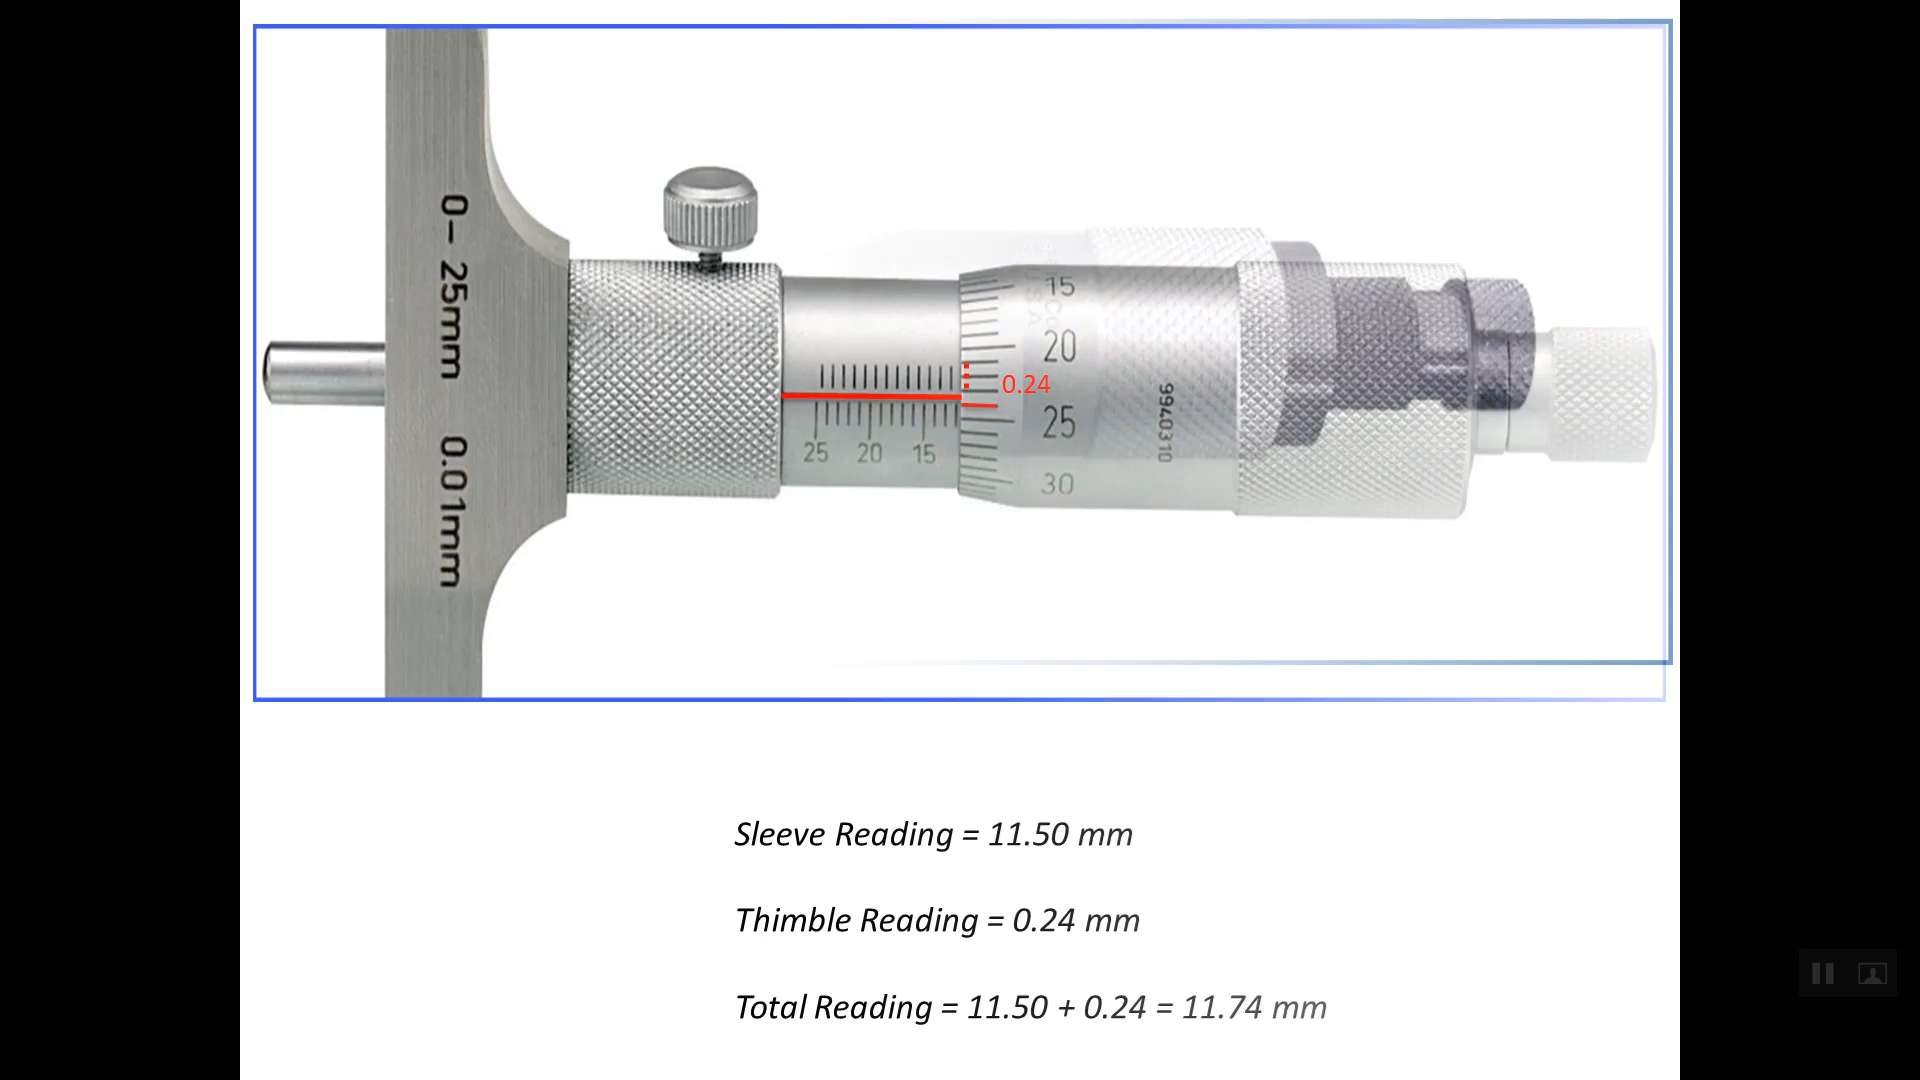 0- 25mm 0.01mm
15
20
0.24
25
25 20 15
30
9940310
Sleeve Reading = 11.50 mm
Thimble Reading = 0.24 mm
Total Reading = 11.50 + 0.24 = 11.74 mm